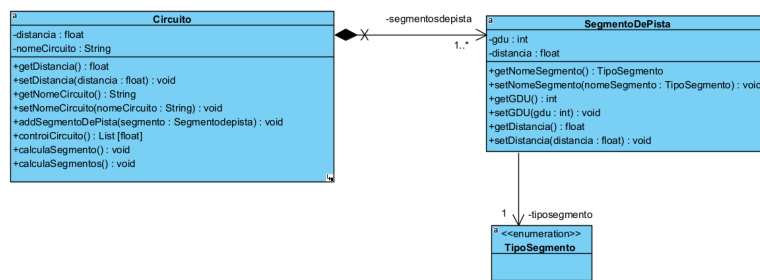 a
Circuito
-distancia : float
-nomeCircuito : String
+getDistancia() : float
+setDistancia(distancia : float) : void
+getNomeCircuito() : String
+setNomeCircuito(nomeCircuito : String) : void
+addSegmentoDePista(segmento : Segmentodepista) : void
+controiCircuito() : List [float]
+calculaSegmento() : void
+calculaSegmentos() : void
-segmentosdepista
1..*
a
SegmentoDePista
-gdu : int
-distancia : float
+getNomeSegmento() : TipoSegmento
+setNomeSegmento(nomeSegmento : TipoSegmento) : void
+getGDU() : int
+setGDU(gdu : int) : void
+getDistancia() : float
+setDistancia(distancia : float) : void
1
-tiposegmento
a
<<enumeration>>
TipoSegmento